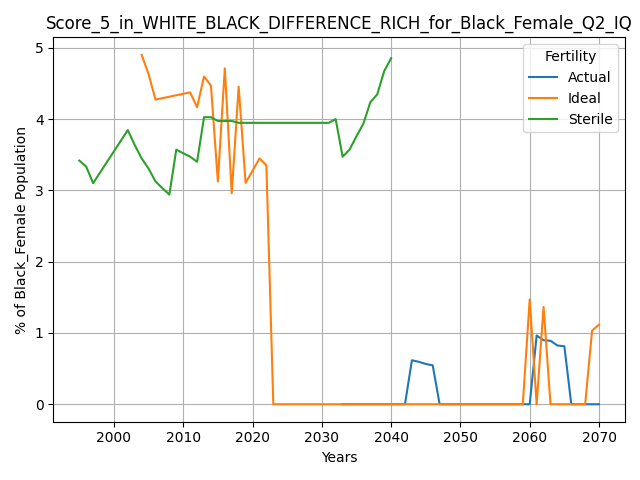 Score_5_in_WHITE_BLACK_DIFFERENCE_RICH_for_Black_Female_Q2_IQ
Fertility
Actual
Ideal
Sterile
% of Black_Female Population
5
4
3
2
1
0
2000 2010 2020 2030 2040 2050 2060 2070
Years